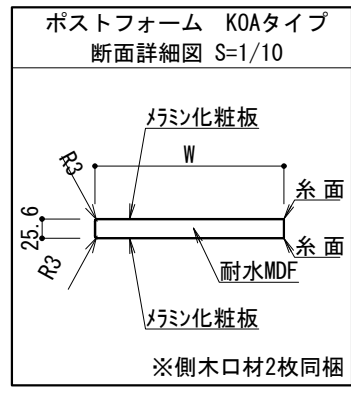 ポストフォーム KOAタイプ
断面詳細図 S=1/10
ﾒﾗﾐﾝ化粧板
R3
W
糸面
25.6
糸面
R3
耐水MDF
ﾒﾗﾐﾝ化粧板
※側木口材2枚同梱